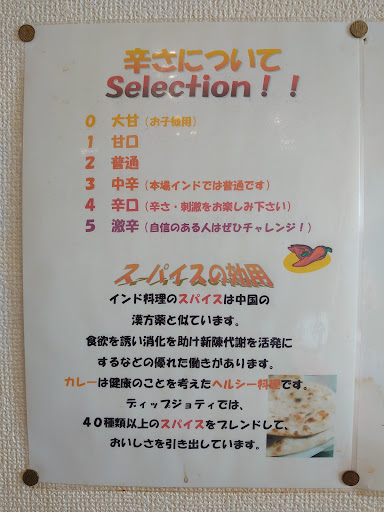 辛さについて
Selection！！
0 大甘（お子様用）
1 甘口
2 普通
3 中辛（本場インドでは普通です）
4 辛口（辛さ・刺激をお楽しみ下さい）
5 激辛（自信のある人はぜひチャレンジ！）
スパイスの効用
インド料理のスパイスは中国の
漢方薬と似ています。
食欲を誘い消化を助け新陳代謝を活発に
するなどの優れた働きがあります。
カレーは健康のことを考えたヘルシー料理です。
ディップジョティでは、
40種類以上のスパイスをブレンドして、
おいしさを引き出しています。